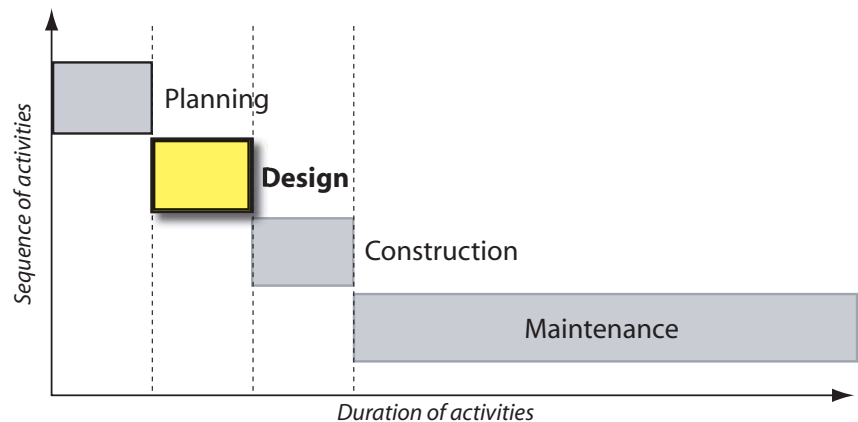 Planning
Design
Construction
Maintenance
Sequence of activities
Duration of activities